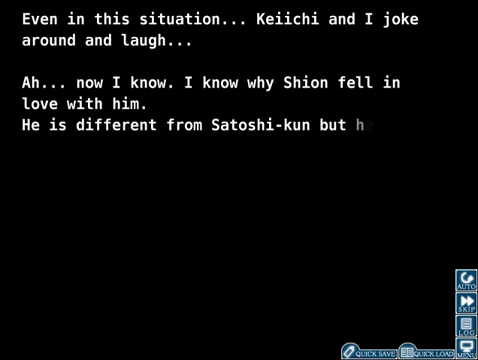 Even in this situation... Keiichi and I joke
around and laugh...
Ah... now I know. I know why Shion fell in
love with him.
He is different from Satoshi-kun but he
AUTO
SKIP
LOG
MENU
QUICK SAVE
QUICK LOAD